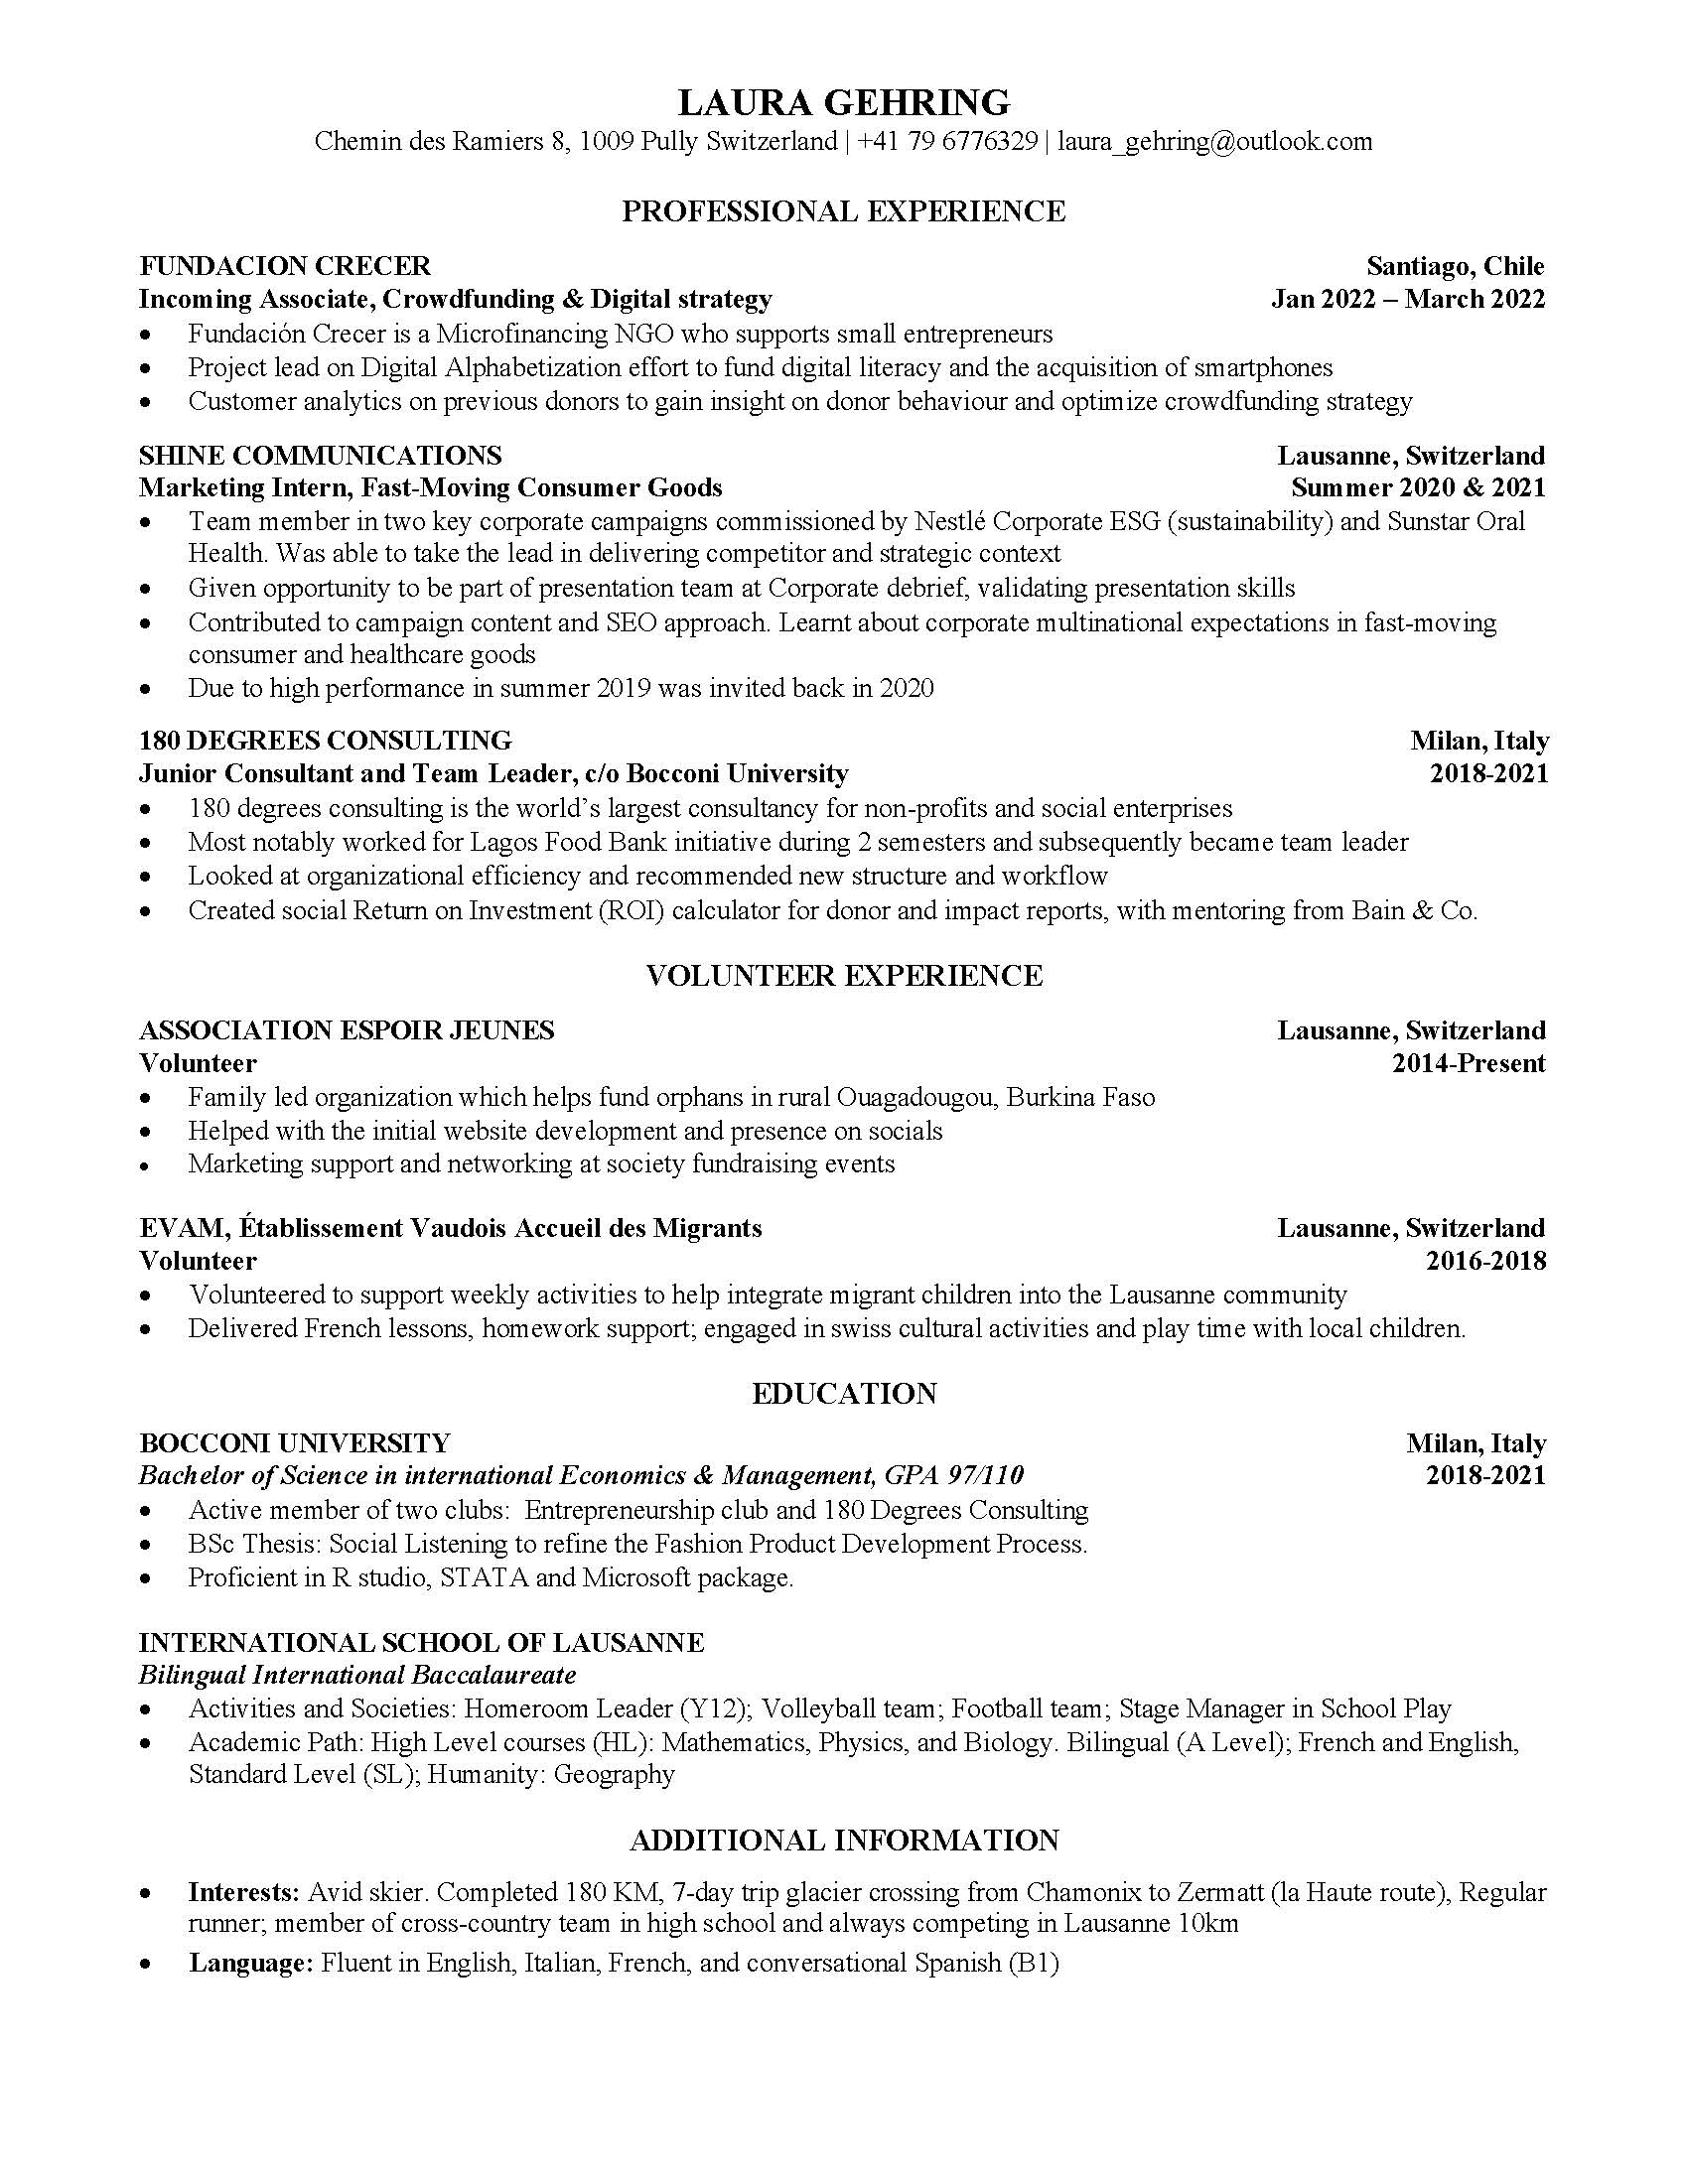 LAURA GEHRING
Chemin des Ramiers 8, 1009 Pully Switzerland | +41 79 6776329 | laura_gehring@outlook.com
PROFESSIONAL EXPERIENCE
FUNDACION CRECER Santiago, Chile
Incoming Associate, Crowdfunding & Digital strategy Jan 2022 – March 2022
• Fundación Crecer is a Microfinancing NGO who supports small entrepreneurs
• Project lead on Digital Alphabetization effort to fund digital literacy and the acquisition of smartphones
• Customer analytics on previous donors to gain insight on donor behaviour and optimize crowdfunding strategy
SHINE COMMUNICATIONS Lausanne, Switzerland
Marketing Intern, Fast-Moving Consumer Goods Summer 2020 & 2021
• Team member in two key corporate campaigns commissioned by Nestlé Corporate ESG (sustainability) and Sunstar Oral
Health. Was able to take the lead in delivering competitor and strategic context
• Given opportunity to be part of presentation team at Corporate debrief, validating presentation skills
• Contributed to campaign content and SEO approach. Learnt about corporate multinational expectations in fast-moving
consumer and healthcare goods
• Due to high performance in summer 2019 was invited back in 2020
180 DEGREES CONSULTING Milan, Italy
Junior Consultant and Team Leader, c/o Bocconi University 2018-2021
• 180 degrees consulting is the world’s largest consultancy for non-profits and social enterprises
• Most notably worked for Lagos Food Bank initiative during 2 semesters and subsequently became team leader
• Looked at organizational efficiency and recommended new structure and workflow
• Created social Return on Investment (ROI) calculator for donor and impact reports, with mentoring from Bain & Co.
VOLUNTEER EXPERIENCE
ASSOCIATION ESPOIR JEUNES Lausanne, Switzerland
Volunteer 2014-Present
• Family led organization which helps fund orphans in rural Ouagadougou, Burkina Faso
• Helped with the initial website development and presence on socials
• Marketing support and networking at society fundraising events
EVAM, Établissement Vaudois Accueil des Migrants Lausanne, Switzerland
Volunteer 2016-2018
• Volunteered to support weekly activities to help integrate migrant children into the Lausanne community
• Delivered French lessons, homework support; engaged in swiss cultural activities and play time with local children.
EDUCATION
BOCCONI UNIVERSITY Milan, Italy
Bachelor of Science in international Economics & Management, GPA 97/110 2018-2021
• Active member of two clubs: Entrepreneurship club and 180 Degrees Consulting
• BSc Thesis: Social Listening to refine the Fashion Product Development Process.
• Proficient in R studio, STATA and Microsoft package.
INTERNATIONAL SCHOOL OF LAUSANNE
Bilingual International Baccalaureate
• Activities and Societies: Homeroom Leader (Y12); Volleyball team; Football team; Stage Manager in School Play
• Academic Path: High Level courses (HL): Mathematics, Physics, and Biology. Bilingual (A Level); French and English,
Standard Level (SL); Humanity: Geography
ADDITIONAL INFORMATION
• Interests: Avid skier. Completed 180 KM, 7-day trip glacier crossing from Chamonix to Zermatt (la Haute route), Regular
runner; member of cross-country team in high school and always competing in Lausanne 10km
• Language: Fluent in English, Italian, French, and conversational Spanish (B1)